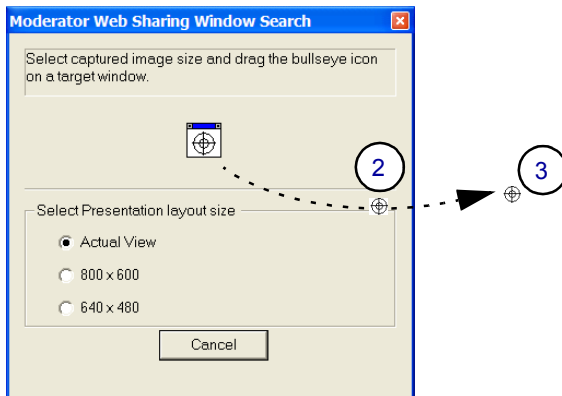 Moderator Web Sharing Window Search
Select captured image size and drag the bullseye icon
on a target window.
2
3
Select Presentation layout size
Actual View
800 x 600
640 x 480
Cancel